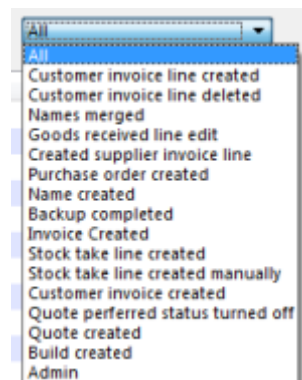 All
All
Customer invoice line created
Customer invoice line deleted
Names merged
Goods received line edit
Created supplier invoice line
Purchase order created
Name created
Backup completed
Invoice Created
Stock take line created
Stock take line created manually
Customer invoice created
Quote perferred status turned off
Quote created
Build created
Admin